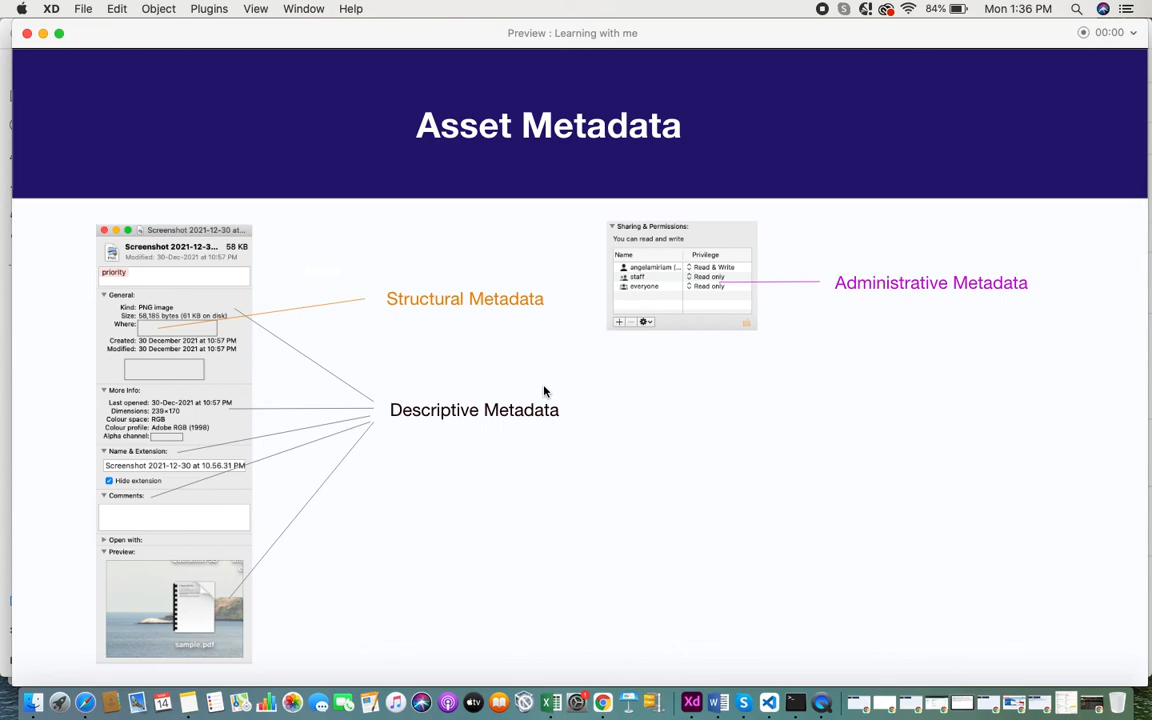 XD File Edit Object Plugins View Window Help 84% Mon 1:36 PM
Preview : Learning with me 00:00
Asset Metadata
Screenshot 2021-12-30 at...
Screenshot 2021-12-3... 58 KB
Modified: 30-Dec-2021 at 10:57 PM
priority
General:
Kind: PNG image
Size: 58,185 bytes (61 KB on disk)
Where:
Created: 30 December 2021 at 10:57 PM
Modified: 30 December 2021 at 10:57 PM
More Info:
Last opened: 30-Dec-2021 at 10:57 PM
Dimensions: 239×170
Colour space: RGB
Colour profile: Adobe RGB (1998)
Alpha channel:
Name & Extension:
Screenshot 2021-12-30 at 10.56.31 PM
Hide extension
Comments:
Open with:
Preview:
sample.pdf
Structural Metadata
Descriptive Metadata
Sharing & Permissions:
You can read and write
Name Privilege
angelamiriam (... Read & Write
staff Read only
everyone Read only
Administrative Metadata